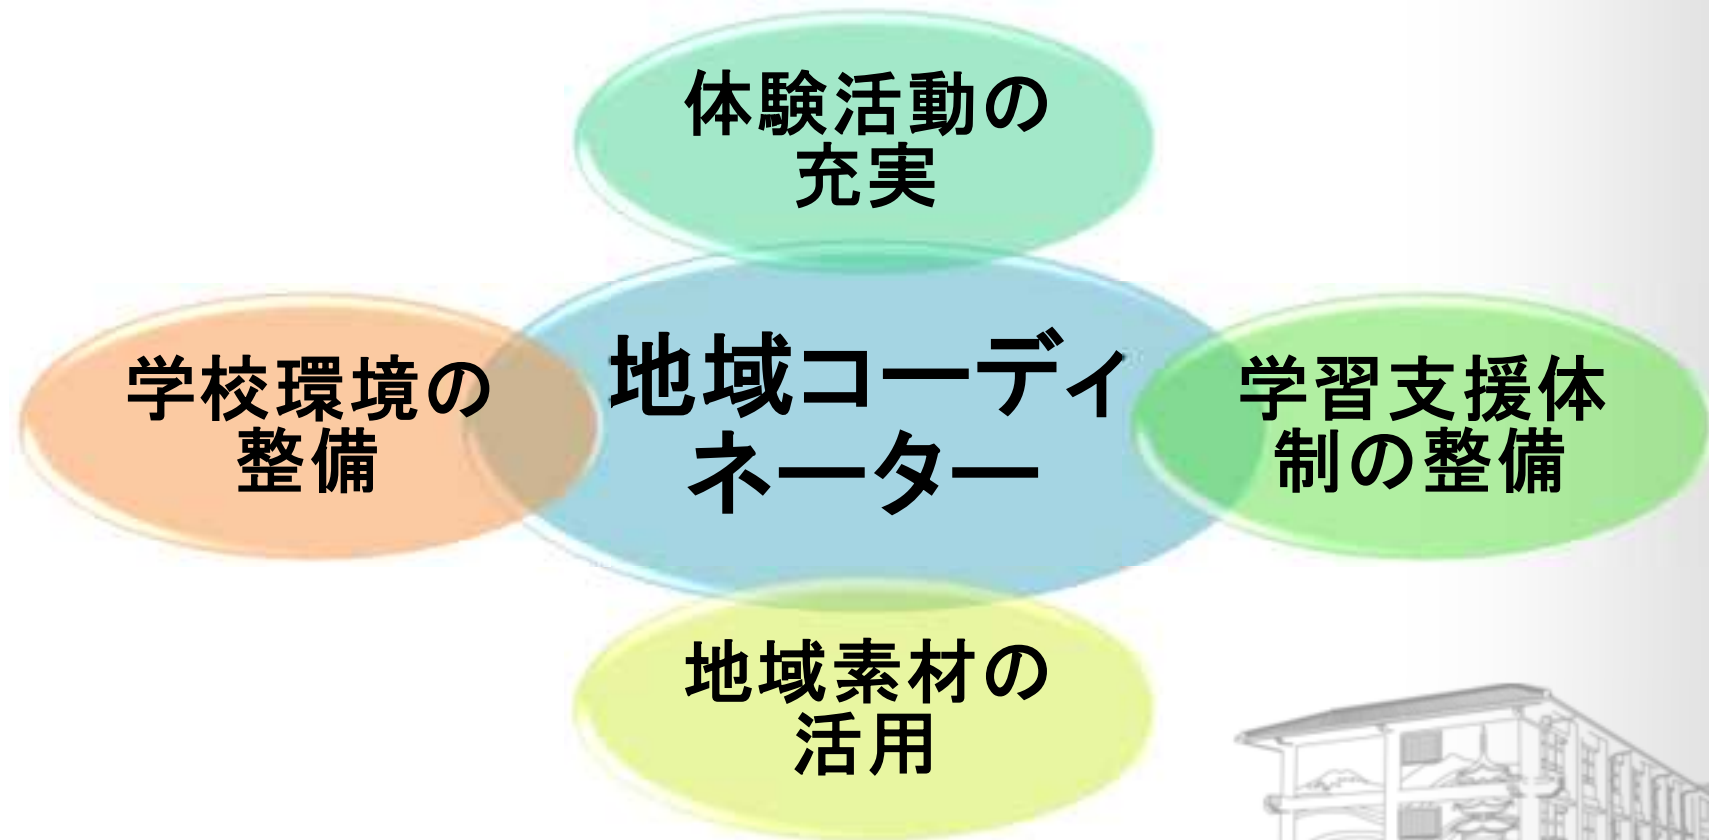 体験活動の
充実
学校環境の
整備
地域コーディ
ネーター
学習支援体
制の整備
地域素材の
活用